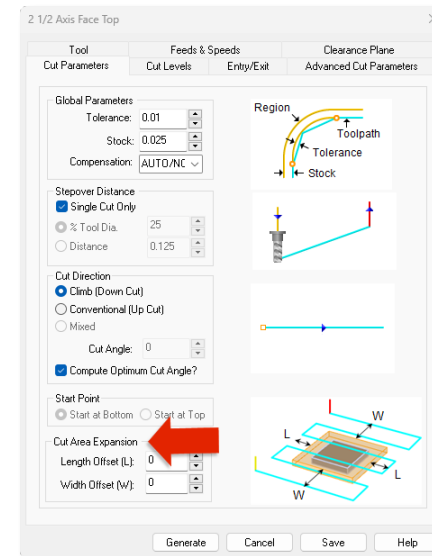 2 1/2 Axis Face Top
Tool Feeds & Speeds Clearance Plane
Cut Parameters Cut Levels Entry/Exit Advanced Cut Parameters
Global Parameters
Tolerance: 0.01
Stock: 0.025
Compensation: AUTO/NC
Region
Toolpath
Tolerance
Stock
Stepover Distance
Single Cut Only
% Tool Dia. 25
Distance 0.125
Cut Direction
Climb (Down Cut)
Conventional (Up Cut)
Mixed
Cut Angle: 0
Compute Optimum Cut Angle?
Start Point
Start at Bottom Start at Top
Cut Area Expansion
Length Offset (L): 0
Width Offset (W): 0
W
L
L
W
Generate Cancel Save Help